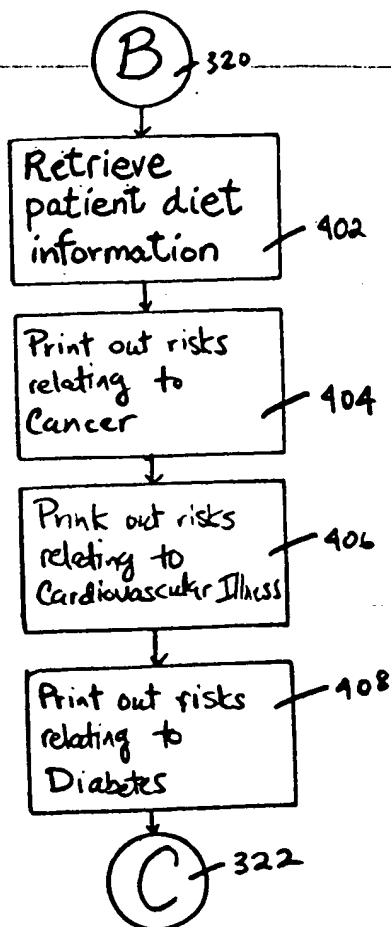 B
320
Retrieve
patient diet
information
402
Print out risks
relating to
Cancer
404
Prink out risks
relating to
Cardiovascular Illness
406
Print out risks
relating to
Diabetes
408
C
322